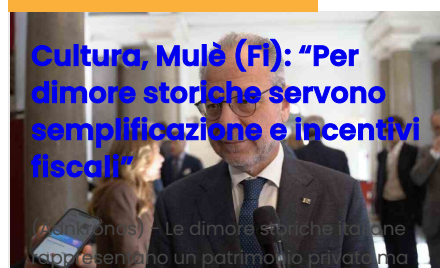 Cultura, Mulè (Fi): “Per
dimore storiche servono
semplificazione e incentivi
fiscali”
(Adnkronos) - Le dimore storiche italiane
rappresentano un patrimonio privato ma